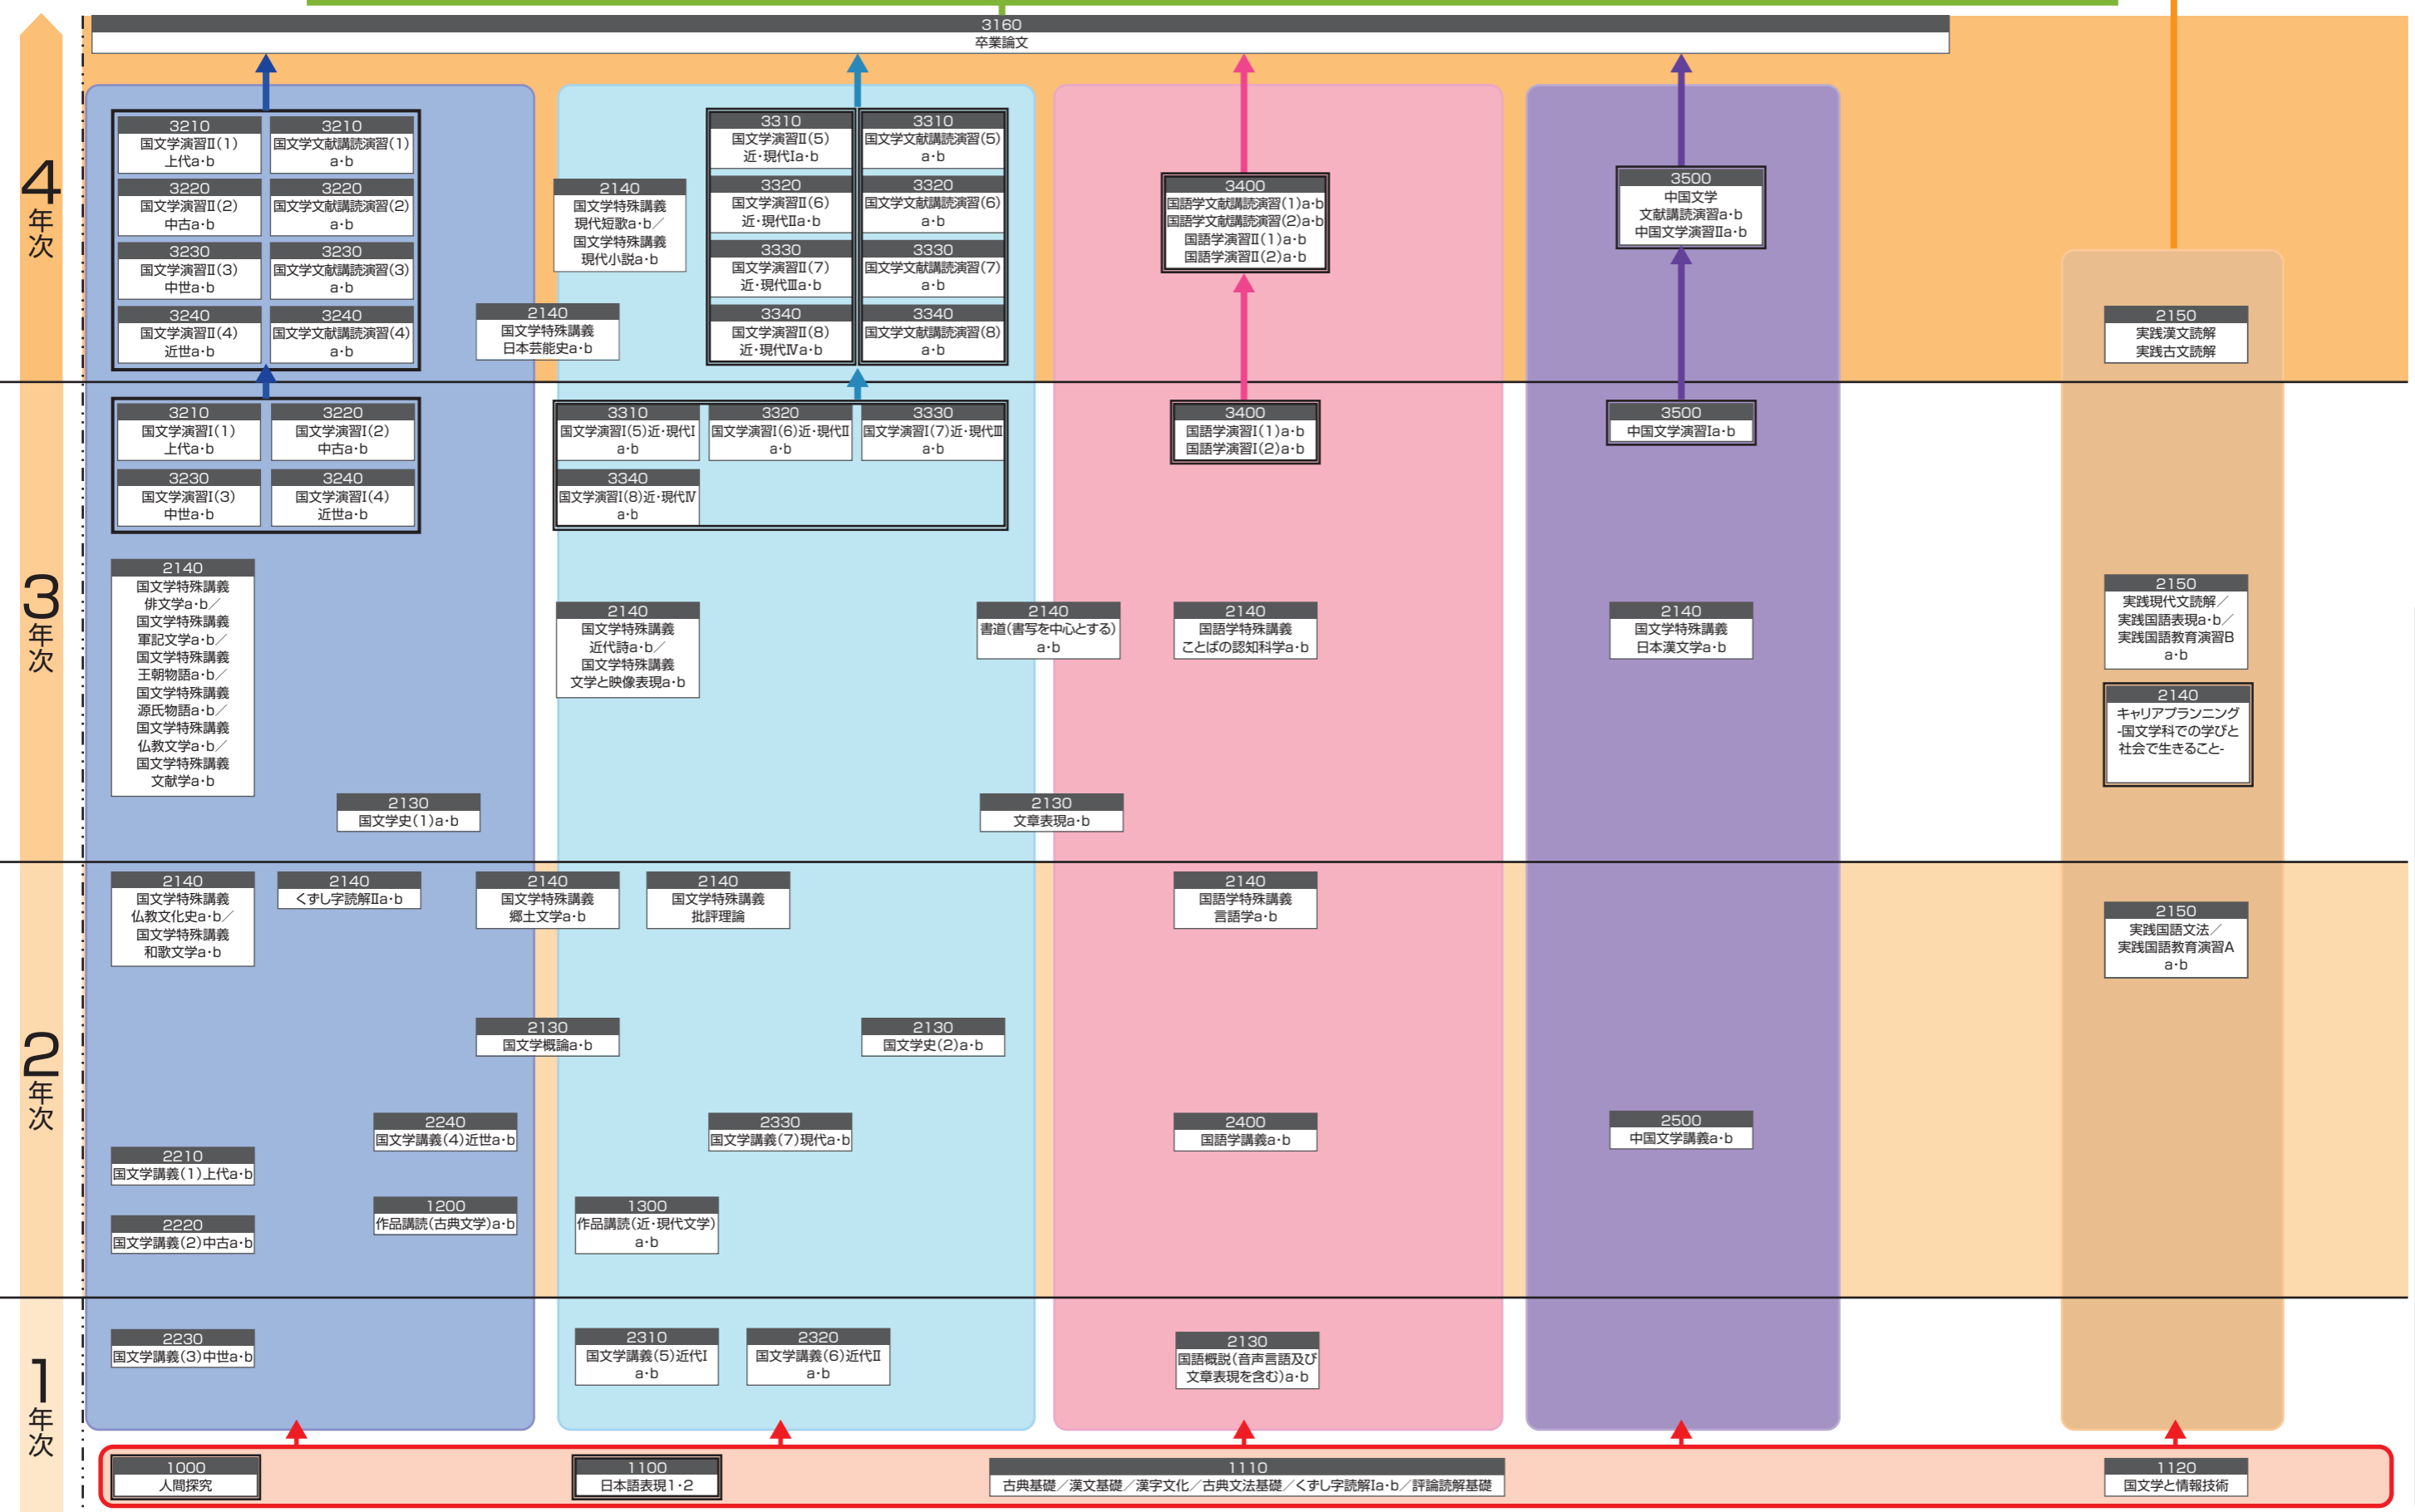 3160
卒業論文
4年次
3210
国文学演習Ⅱ(1)
上代a・b
3210
国文学文献講読演習(1)
a・b
3220
国文学演習Ⅱ(2)
中古a・b
3220
国文学文献講読演習(2)
a・b
3230
国文学演習Ⅱ(3)
中世a・b
3230
国文学文献講読演習(3)
a・b
3240
国文学演習Ⅱ(4)
近世a・b
3240
国文学文献講読演習(4)
a・b
2140
国文学特殊講義
日本芸能史a・b
2140
国文学特殊講義
現代短歌a・b／
国文学特殊講義
現代小説a・b
3310
国文学演習Ⅱ(5)
近・現代Ⅰa・b
3310
国文学文献講読演習(5)
a・b
3320
国文学演習Ⅱ(6)
近・現代Ⅱa・b
3320
国文学文献講読演習(6)
a・b
3330
国文学演習Ⅱ(7)
近・現代Ⅲa・b
3330
国文学文献講読演習(7)
a・b
3340
国文学演習Ⅱ(8)
近・現代Ⅳa・b
3340
国文学文献講読演習(8)
a・b
3400
国語学文献講読演習(1)a・b
国語学文献講読演習(2)a・b
国語学演習Ⅱ(1)a・b
国語学演習Ⅱ(2)a・b
3500
中国文学
文献講読演習a・b
中国文学演習Ⅱa・b
2150
実践漢文読解
実践古文読解
3年次
3210
国文学演習Ⅰ(1)
上代a・b
3220
国文学演習Ⅰ(2)
中古a・b
3230
国文学演習Ⅰ(3)
中世a・b
3240
国文学演習Ⅰ(4)
近世a・b
3310
国文学演習Ⅰ(5)近・現代Ⅰ
a・b
3320
国文学演習Ⅰ(6)近・現代Ⅱ
a・b
3330
国文学演習Ⅰ(7)近・現代Ⅲ
a・b
3340
国文学演習Ⅰ(8)近・現代Ⅳ
a・b
3400
国語学演習Ⅰ(1)a・b
国語学演習Ⅰ(2)a・b
3500
中国文学演習Ⅰa・b
2140
国文学特殊講義
俳文学a・b／
国文学特殊講義
軍記文学a・b／
国文学特殊講義
王朝物語a・b／
国文学特殊講義
源氏物語a・b／
国文学特殊講義
仏教文学a・b／
国文学特殊講義
文献学a・b
2140
国文学特殊講義
近代詩a・b／
国文学特殊講義
文学と映像表現a・b
2140
書道(書写を中心とする)
a・b
2140
国語学特殊講義
ことばの認知科学a・b
2140
国文学特殊講義
日本漢文学a・b
2150
実践現代文読解／
実践国語表現a・b／
実践国語教育演習B
a・b
2140
キャリアプランニング
-国文学科での学びと
社会で生きること-
2130
国文学史(1)a・b
2130
文章表現a・b
2年次
2140
国文学特殊講義
仏教文化史a・b／
国文学特殊講義
和歌文学a・b
2140
くずし字読解Ⅱa・b
2140
国文学特殊講義
郷土文学a・b
2140
国文学特殊講義
批評理論
2140
国語学特殊講義
言語学a・b
2150
実践国語文法／
実践国語教育演習A
a・b
2130
国文学概論a・b
2130
国文学史(2)a・b
2240
国文学講義(4)近世a・b
2330
国文学講義(7)現代a・b
2400
国語学講義a・b
2500
中国文学講義a・b
2210
国文学講義(1)上代a・b
1200
作品講読(古典文学)a・b
1300
作品講読(近・現代文学)
a・b
2220
国文学講義(2)中古a・b
1年次
2230
国文学講義(3)中世a・b
2310
国文学講義(5)近代Ⅰ
a・b
2320
国文学講義(6)近代Ⅱ
a・b
2130
国語概説(音声言語及び
文章表現を含む)a・b
1000
人間探究
1100
日本語表現1・2
1110
古典基礎／漢文基礎／漢字文化／古典文法基礎／くずし字読解Ⅰa・b／評論読解基礎
1120
国文学と情報技術